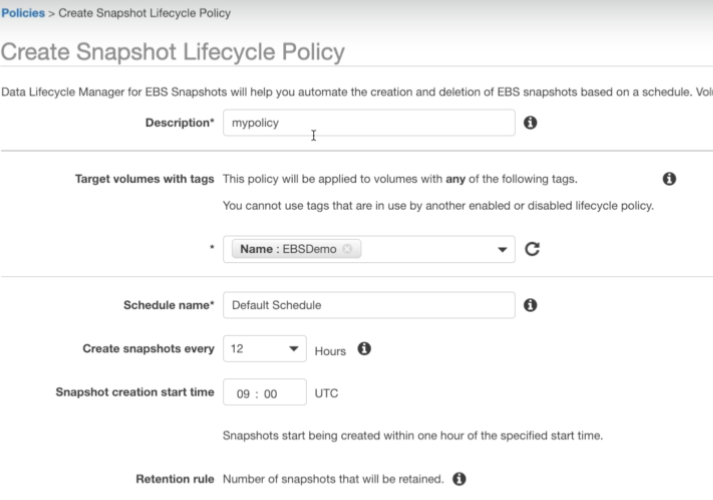 Policies > Create Snapshot Lifecycle Policy
Create Snapshot Lifecycle Policy
Data Lifecycle Manager for EBS Snapshots will help you automate the creation and deletion of EBS snapshots based on a schedule.
Description* mypolicy
Target volumes with tags This policy will be applied to volumes with any of the following tags.
You cannot use tags that are in use by another enabled or disabled lifecycle policy.
* Name : EBSDemo
Schedule name* Default Schedule
Create snapshots every 12 Hours
Snapshot creation start time 09 : 00 UTC
Snapshots start being created within one hour of the specified start time.
Retention rule Number of snapshots that will be retained.